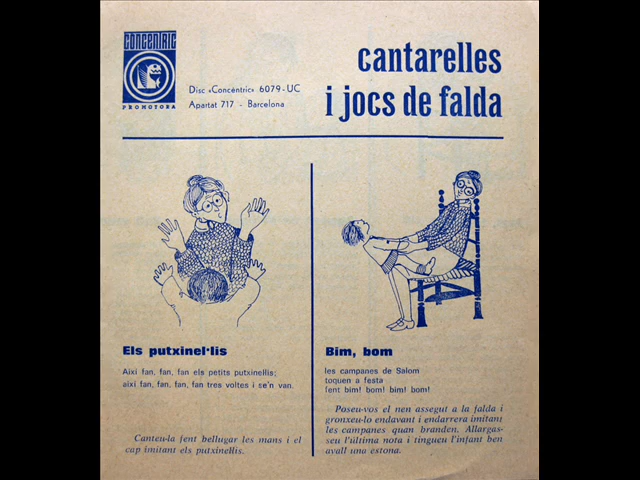 CONCENTRIC
PROMOTORA
Disc «Concentric» 6079-UC
Apartat 717 - Barcelona
cantarelles
i jocs de falda
Els putxinel·lis
Així fan, fan, fan els petits putxinel·lis;
així fan, fan, fan, fan tres voltes i se'n van.
Canteu-la fent bellugar les mans i el
cap imitant els putxinel·lis.
Bim, bom
les campanes de Salom
toquen a festa
fent bim! bom! bim! bom!
Poseu-vos el nen assegut a la falda i
gronxeu-lo endavant i endarrera imitant
les campanes quan branden. Allargas-
seu l'última nota i tingueu l'infant ben
avall una estona.